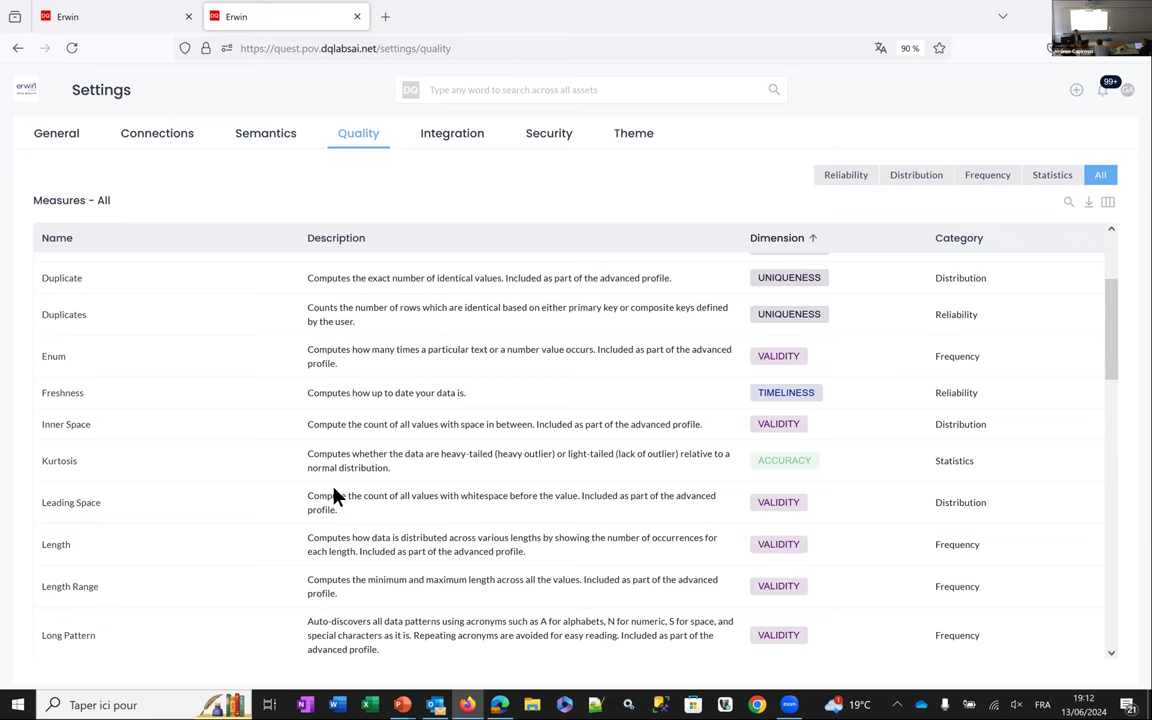 Erwin
Erwin
https://quest.pov.dqlabsai.net/settings/quality
90 %
erwin
Settings
DQ
Type any word to search across all assets
99+
GA
General
Connections
Semantics
Quality
Integration
Security
Theme
Reliability
Distribution
Frequency
Statistics
All
Measures - All
Name
Description
Dimension
Category
Duplicate
Computes the exact number of identical values. Included as part of the advanced profile.
UNIQUENESS
Distribution
Duplicates
Counts the number of rows which are identical based on either primary key or composite keys defined
by the user.
UNIQUENESS
Reliability
Enum
Computes how many times a particular text or a number value occurs. Included as part of the advanced
profile.
VALIDITY
Frequency
Freshness
Computes how up to date your data is.
TIMELINESS
Reliability
Inner Space
Compute the count of all values with space in between. Included as part of the advanced profile.
VALIDITY
Distribution
Kurtosis
Computes whether the data are heavy-tailed (heavy outlier) or light-tailed (lack of outlier) relative to a
normal distribution.
ACCURACY
Statistics
Leading Space
Compute the count of all values with whitespace before the value. Included as part of the advanced
profile.
VALIDITY
Distribution
Length
Computes how data is distributed across various lengths by showing the number of occurrences for
each length. Included as part of the advanced profile.
VALIDITY
Frequency
Length Range
Computes the minimum and maximum length across all the values. Included as part of the advanced
profile.
VALIDITY
Frequency
Long Pattern
Auto-discovers all data patterns using acronyms such as A for alphabets, N for numeric, S for space, and
special characters as it is. Repeating acronyms are avoided for easy reading. Included as part of the
advanced profile.
VALIDITY
Frequency
Taper ici pour
19°C
FRA
19:12
13/06/2024
21